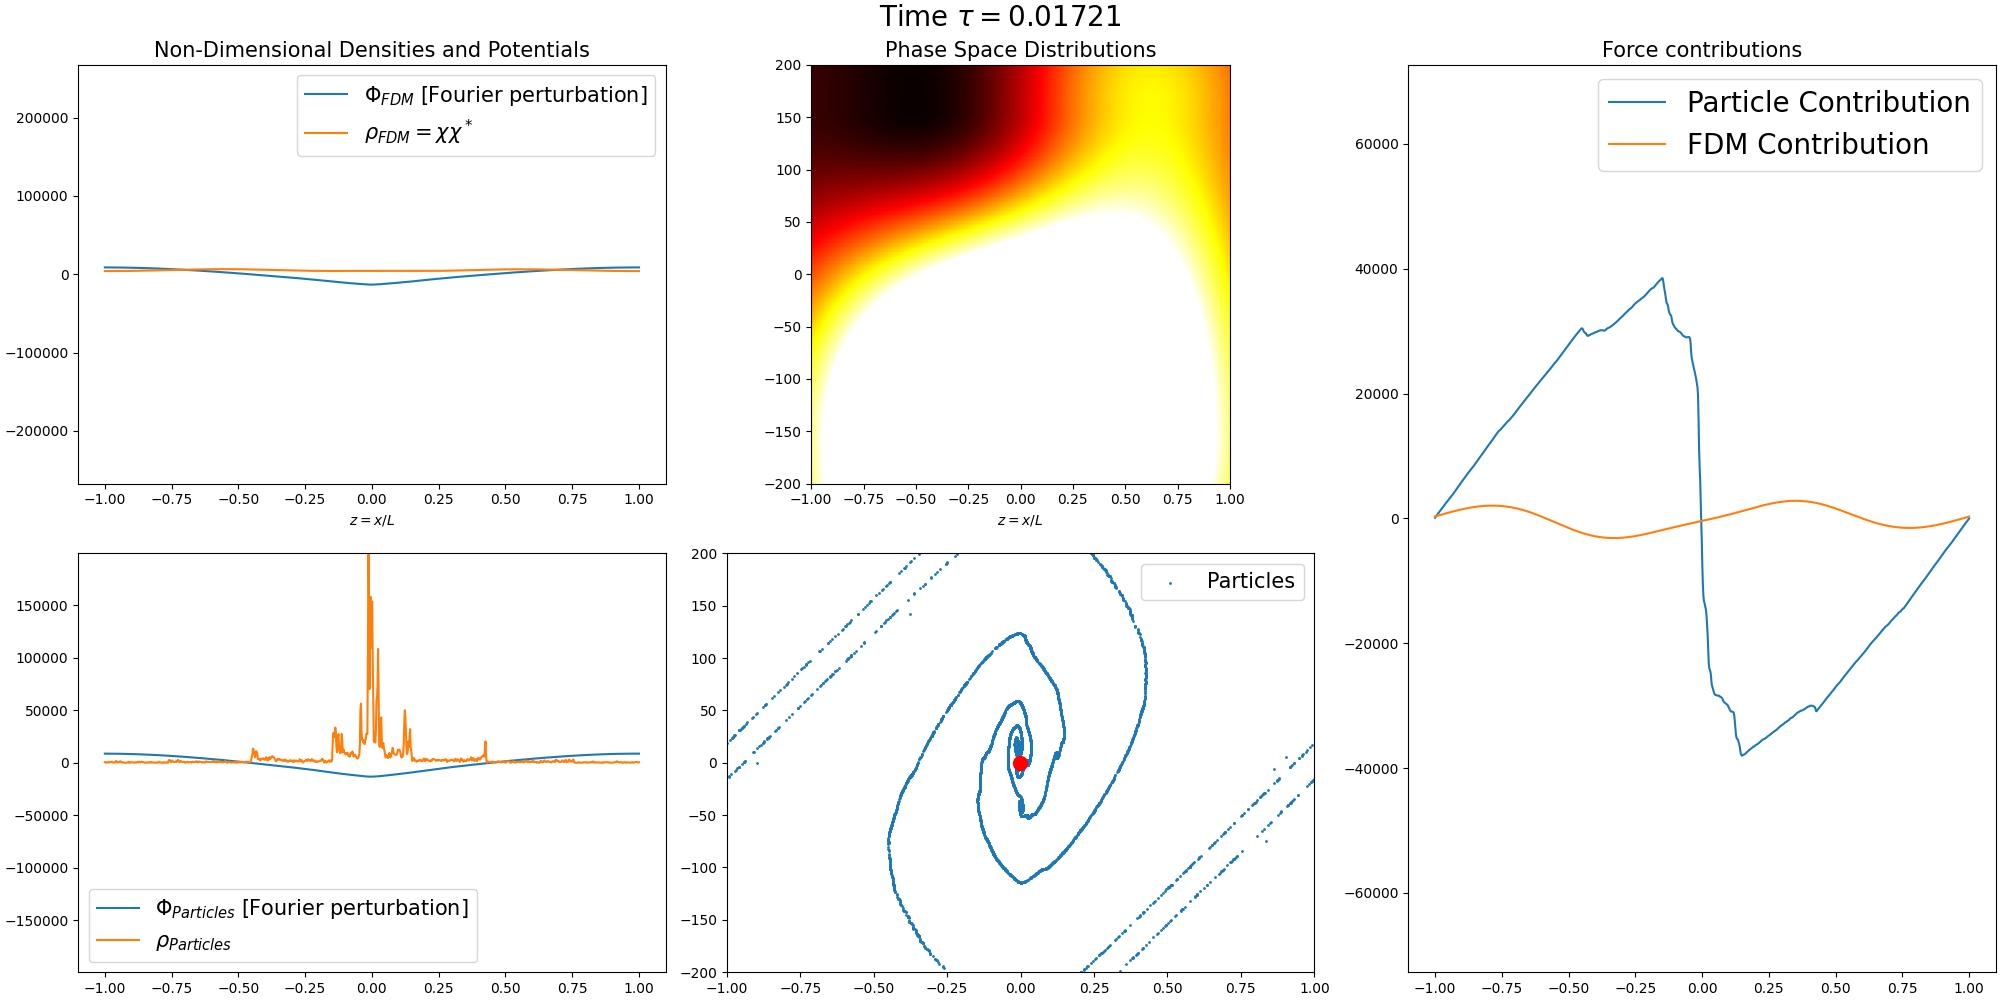 Time τ = 0.01721
Non-Dimensional Densities and Potentials
Φ_FDM [Fourier perturbation]
ρ_FDM = χχ*
200000
100000
0
−100000
−200000
−1.00 −0.75 −0.50 −0.25 0.00 0.25 0.50 0.75 1.00
z = x/L
Phase Space Distributions
200
150
100
50
0
−50
−100
−150
−200
−1.00 −0.75 −0.50 −0.25 0.00 0.25 0.50 0.75 1.00
z = x/L
Force contributions
Particle Contribution
FDM Contribution
60000
40000
20000
0
−20000
−40000
−60000
−1.00 −0.75 −0.50 −0.25 0.00 0.25 0.50 0.75 1.00
150000
100000
50000
0
−50000
−100000
−150000
Φ_Particles [Fourier perturbation]
ρ_Particles
−1.00 −0.75 −0.50 −0.25 0.00 0.25 0.50 0.75 1.00
Particles
200
150
100
50
0
−50
−100
−150
−200
−1.00 −0.75 −0.50 −0.25 0.00 0.25 0.50 0.75 1.00